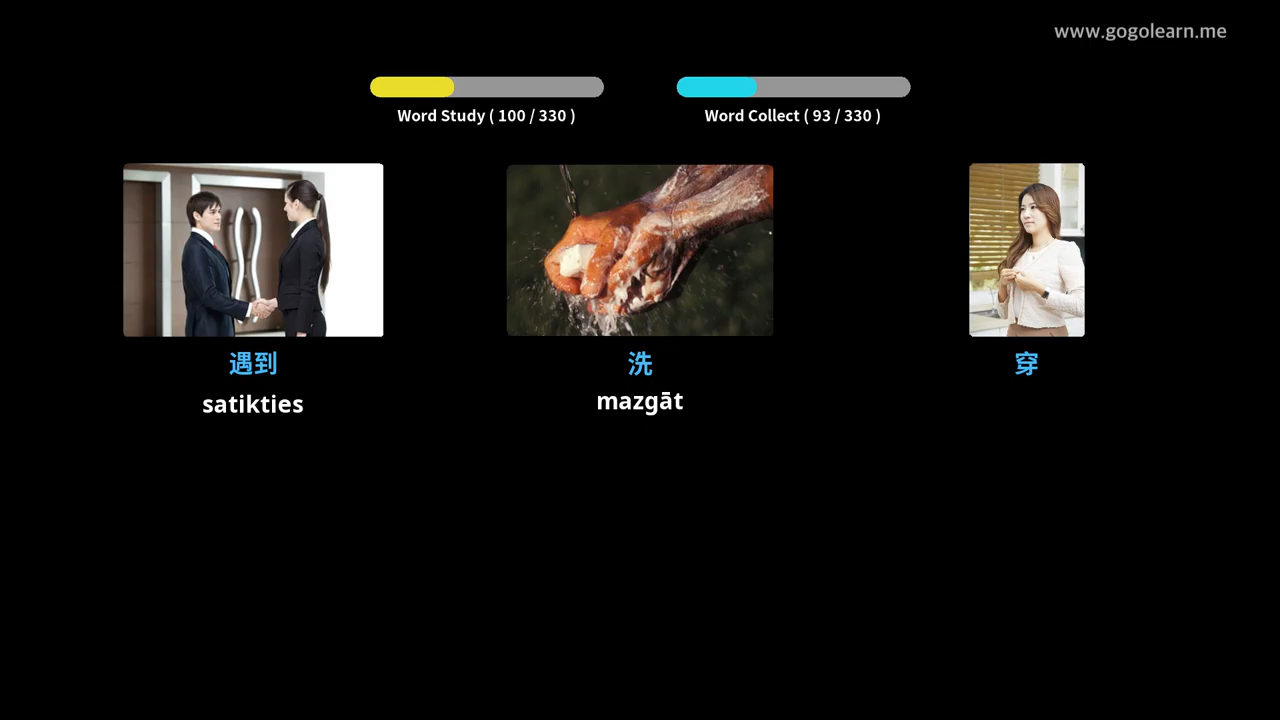 www.gogolearn.me
Word Study ( 100 / 330 )
Word Collect ( 93 / 330 )
遇到
洗
穿
satikties
mazgāt